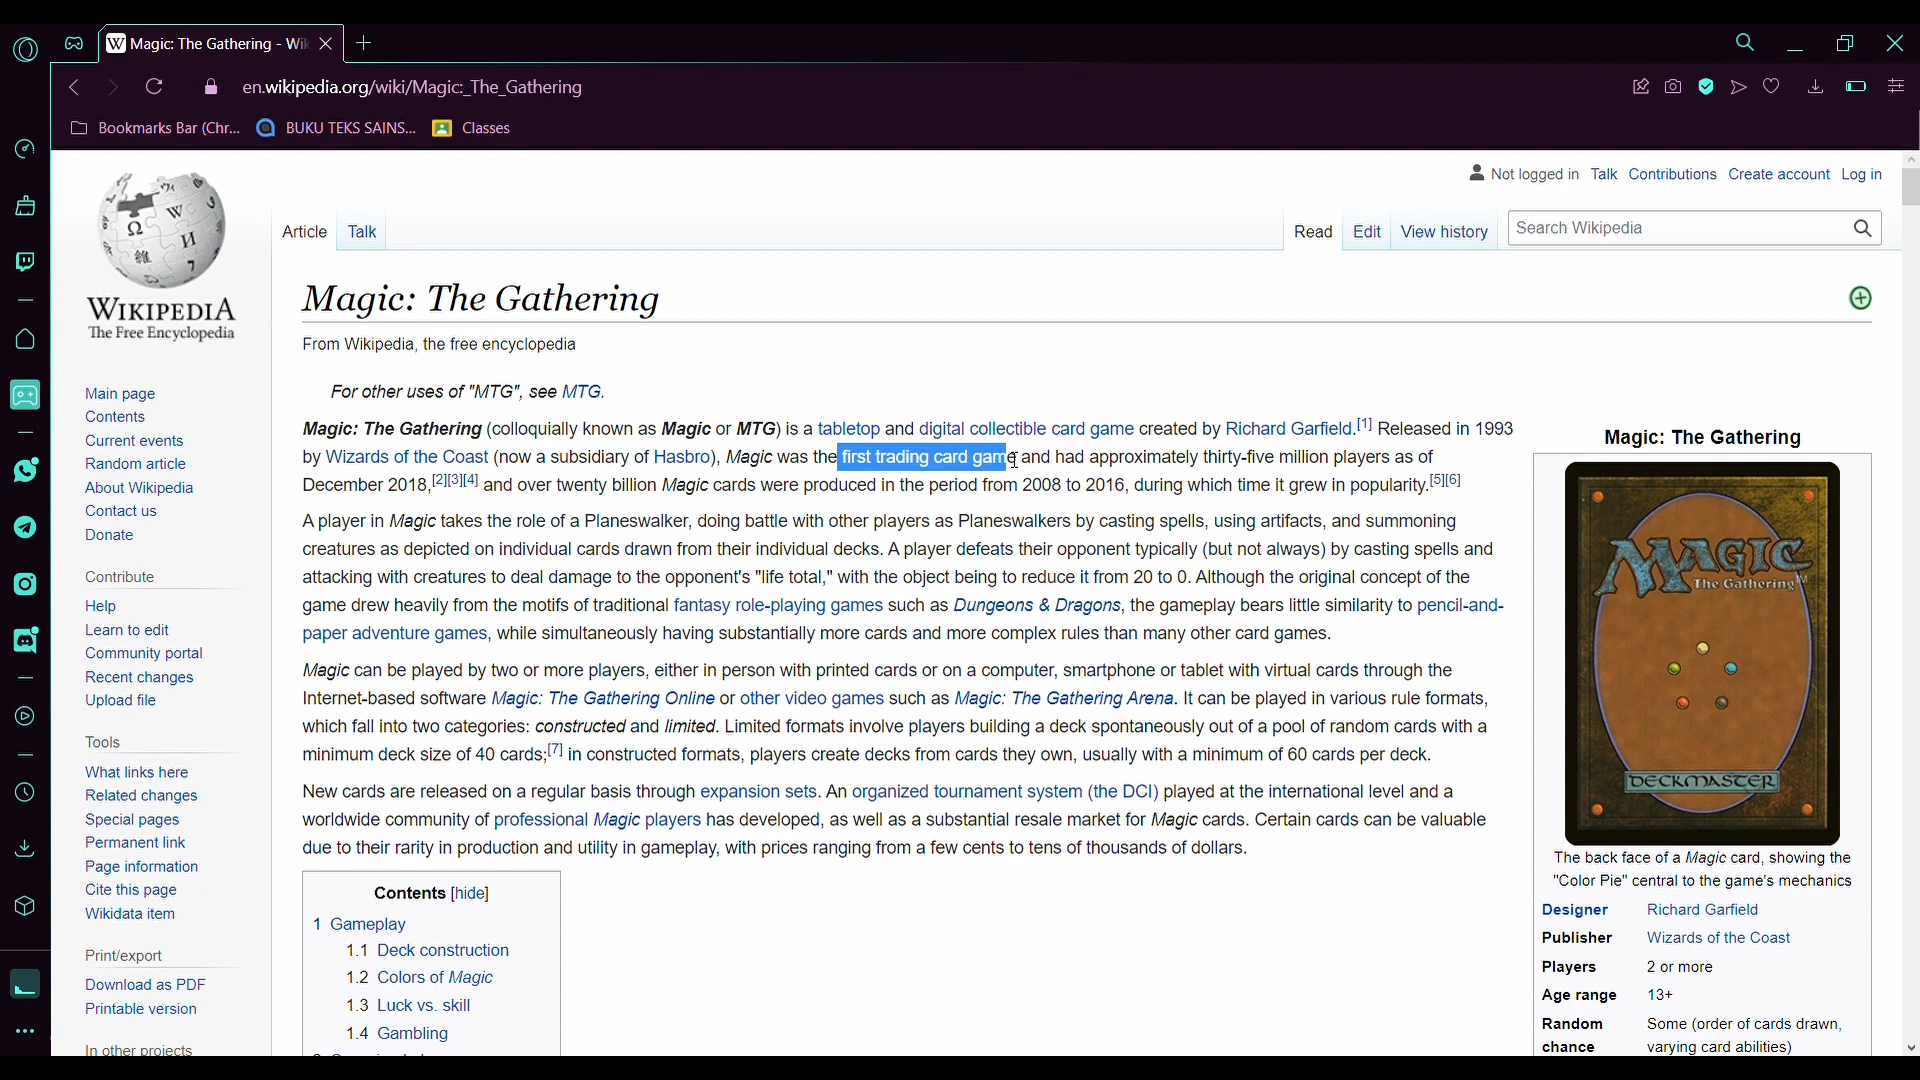 Magic: The Gathering - Wik
en.wikipedia.org/wiki/Magic:_The_Gathering
Bookmarks Bar (Chr... BUKU TEKS SAINS... Classes
Not logged in Talk Contributions Create account Log in
Article Talk Read Edit View history Search Wikipedia
WIKIPEDIA
The Free Encyclopedia
Main page
Contents
Current events
Random article
About Wikipedia
Contact us
Donate
Contribute
Help
Learn to edit
Community portal
Recent changes
Upload file
Tools
What links here
Related changes
Special pages
Permanent link
Page information
Cite this page
Wikidata item
Print/export
Download as PDF
Printable version
In other projects
Magic: The Gathering
From Wikipedia, the free encyclopedia
For other uses of "MTG", see MTG.
Magic: The Gathering (colloquially known as Magic or MTG) is a tabletop and digital collectible card game created by Richard Garfield.[1] Released in 1993
by Wizards of the Coast (now a subsidiary of Hasbro), Magic was the first trading card game and had approximately thirty-five million players as of
December 2018,[2][3][4] and over twenty billion Magic cards were produced in the period from 2008 to 2016, during which time it grew in popularity.[5][6]
A player in Magic takes the role of a Planeswalker, doing battle with other players as Planeswalkers by casting spells, using artifacts, and summoning
creatures as depicted on individual cards drawn from their individual decks. A player defeats their opponent typically (but not always) by casting spells and
attacking with creatures to deal damage to the opponent's "life total," with the object being to reduce it from 20 to 0. Although the original concept of the
game drew heavily from the motifs of traditional fantasy role-playing games such as Dungeons & Dragons, the gameplay bears little similarity to pencil-and-
paper adventure games, while simultaneously having substantially more cards and more complex rules than many other card games.
Magic can be played by two or more players, either in person with printed cards or on a computer, smartphone or tablet with virtual cards through the
Internet-based software Magic: The Gathering Online or other video games such as Magic: The Gathering Arena. It can be played in various rule formats,
which fall into two categories: constructed and limited. Limited formats involve players building a deck spontaneously out of a pool of random cards with a
minimum deck size of 40 cards;[7] in constructed formats, players create decks from cards they own, usually with a minimum of 60 cards per deck.
New cards are released on a regular basis through expansion sets. An organized tournament system (the DCI) played at the international level and a
worldwide community of professional Magic players has developed, as well as a substantial resale market for Magic cards. Certain cards can be valuable
due to their rarity in production and utility in gameplay, with prices ranging from a few cents to tens of thousands of dollars.
Contents [hide]
1 Gameplay
1.1 Deck construction
1.2 Colors of Magic
1.3 Luck vs. skill
1.4 Gambling
Magic: The Gathering
MAGIC
The Gathering™
DECKMASTER
The back face of a Magic card, showing the
"Color Pie" central to the game's mechanics
Designer Richard Garfield
Publisher Wizards of the Coast
Players 2 or more
Age range 13+
Random Some (order of cards drawn,
chance varying card abilities)